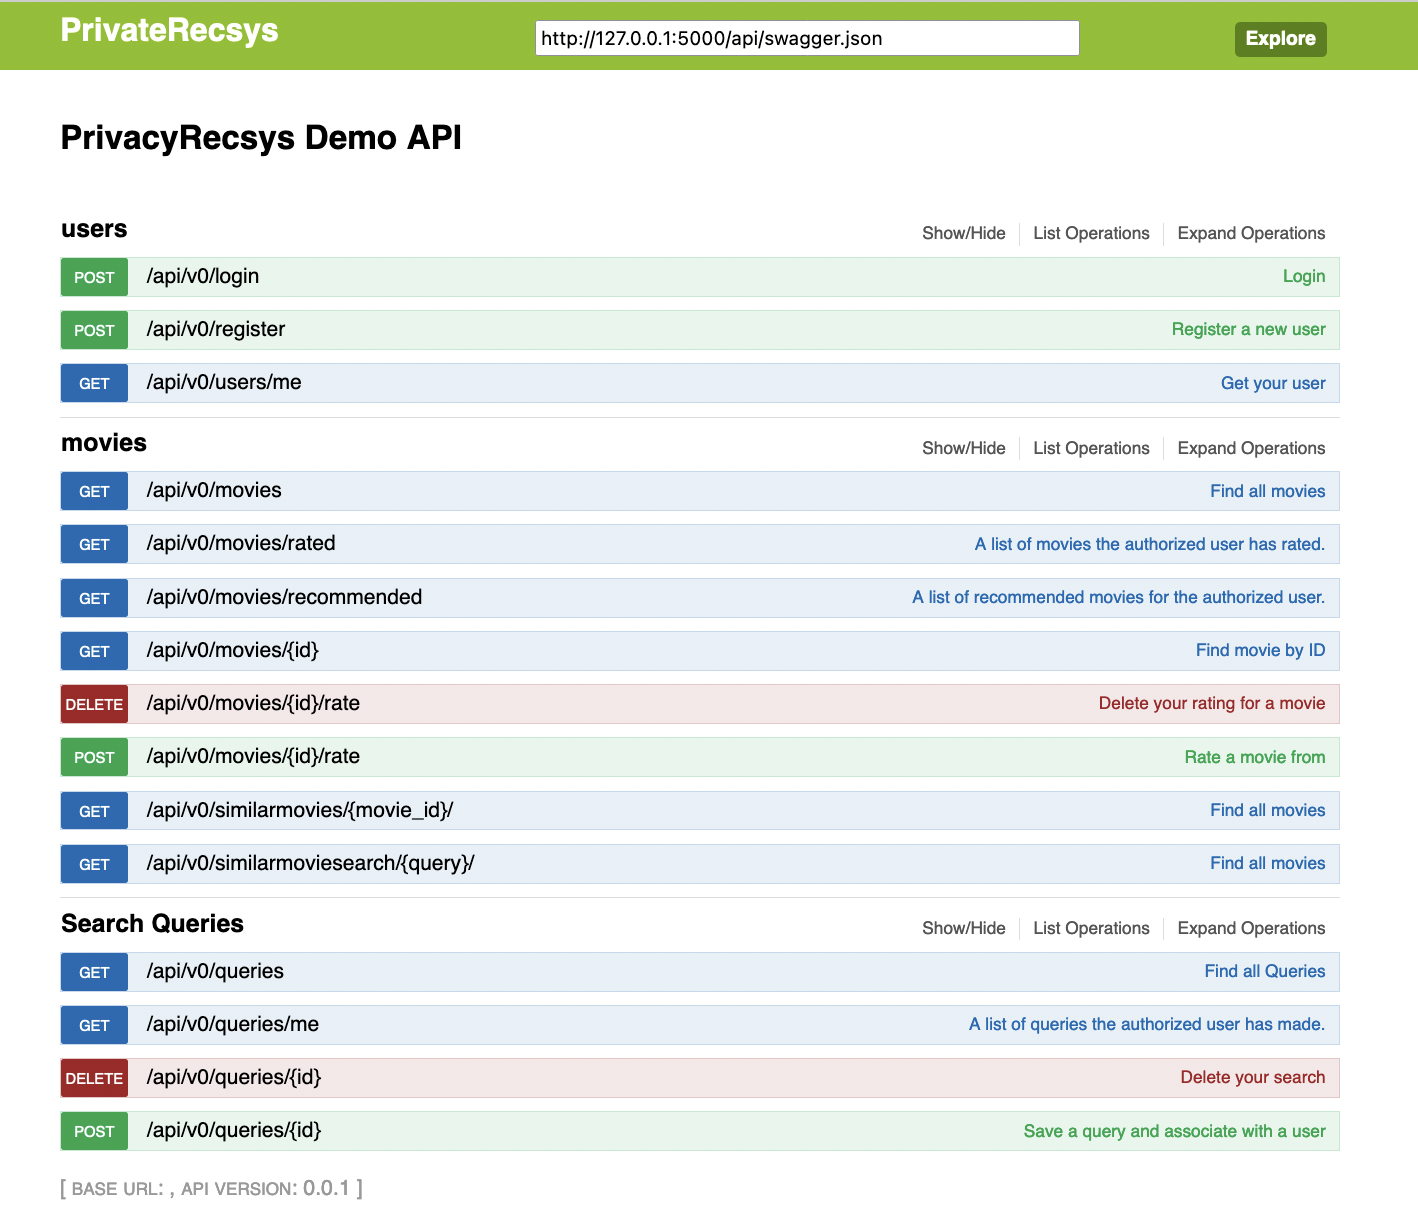 PrivateRecsys http://127.0.0.1:5000/api/swagger.json Explore
PrivacyRecsys Demo API
users Show/Hide List Operations Expand Operations
POST /api/v0/login Login
POST /api/v0/register Register a new user
GET /api/v0/users/me Get your user
movies Show/Hide List Operations Expand Operations
GET /api/v0/movies Find all movies
GET /api/v0/movies/rated A list of movies the authorized user has rated.
GET /api/v0/movies/recommended A list of recommended movies for the authorized user.
GET /api/v0/movies/{id} Find movie by ID
DELETE /api/v0/movies/{id}/rate Delete your rating for a movie
POST /api/v0/movies/{id}/rate Rate a movie from
GET /api/v0/similarmovies/{movie_id}/ Find all movies
GET /api/v0/similarmoviesearch/{query}/ Find all movies
Search Queries Show/Hide List Operations Expand Operations
GET /api/v0/queries Find all Queries
GET /api/v0/queries/me A list of queries the authorized user has made.
DELETE /api/v0/queries/{id} Delete your search
POST /api/v0/queries/{id} Save a query and associate with a user
[ BASE URL: , API VERSION: 0.0.1 ]